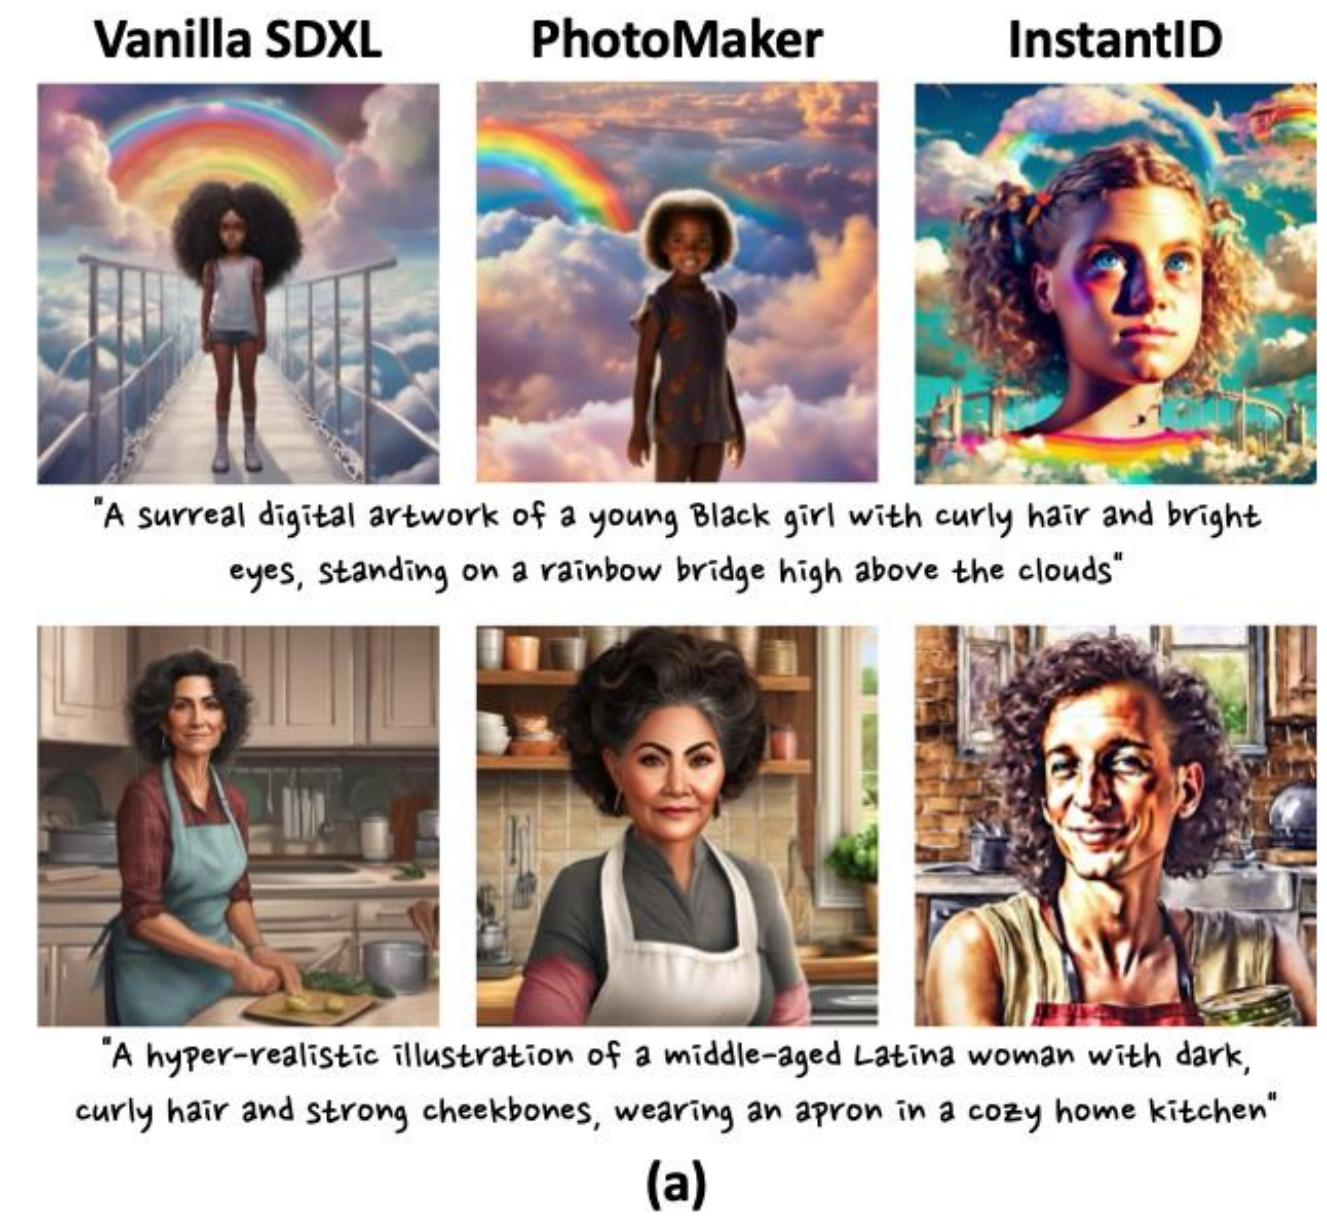 Vanilla SDXL
PhotoMaker
InstantID
"A surreal digital artwork of a young Black girl with curly hair and bright
eyes, standing on a rainbow bridge high above the clouds"
"A hyper-realistic illustration of a middle-aged Latina woman with dark,
curly hair and strong cheekbones, wearing an apron in a cozy home kitchen"
(a)